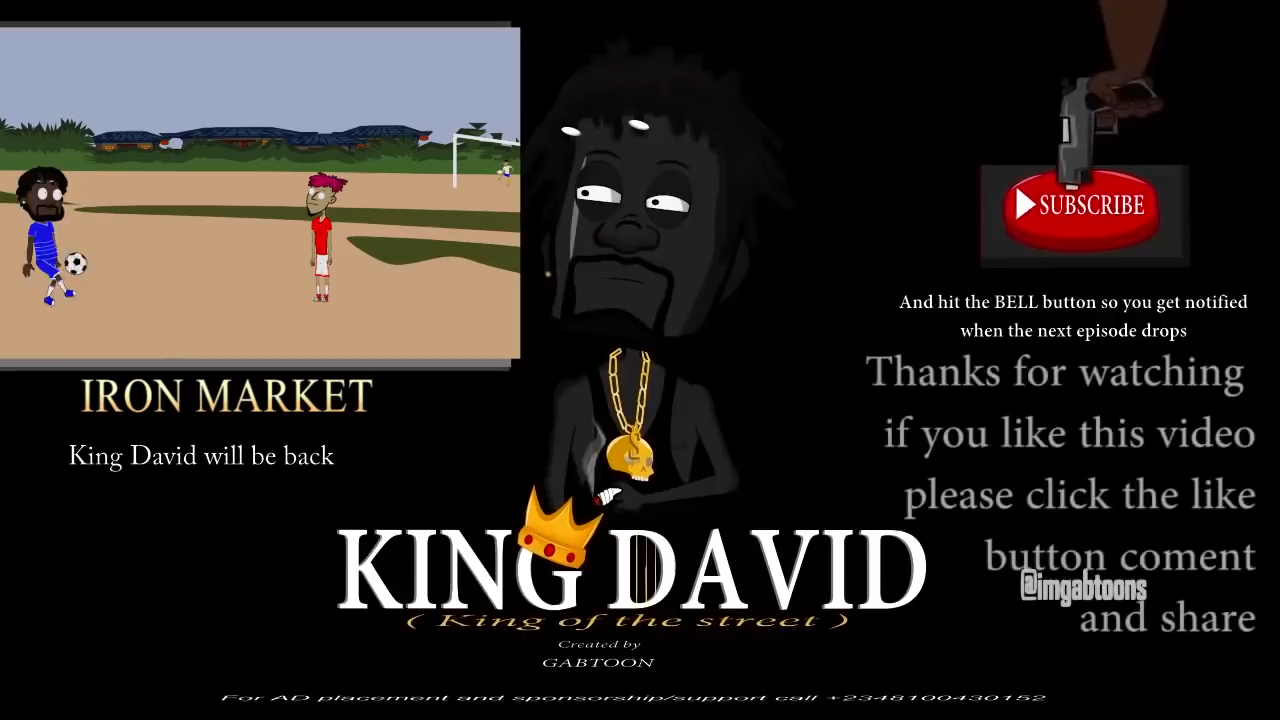 IRON MARKET
King David will be back
SUBSCRIBE
And hit the BELL button so you get notified
when the next episode drops
Thanks for watching
if you like this video
please click the like
button coment
@imgabtoons
and share
KING DAVID
( King of the street )
Created by
GABTOON
For AD placement and sponsorship/support call +2348100430152